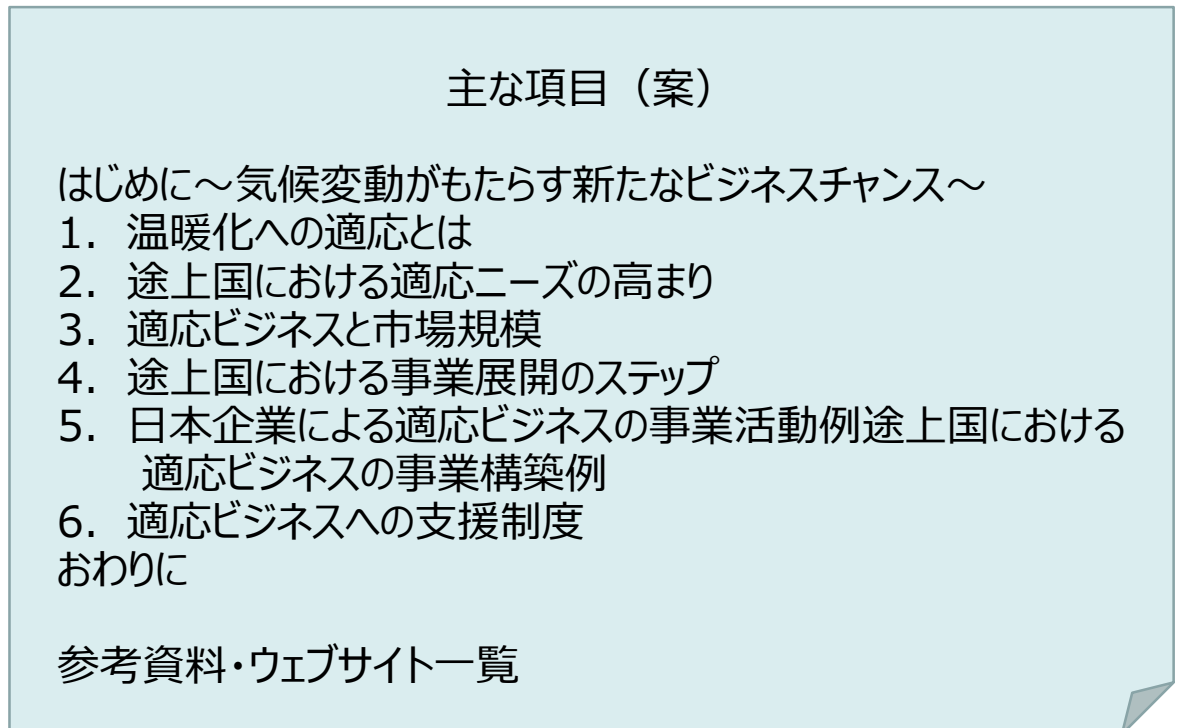 主な項目（案）
はじめに～気候変動がもたらす新たなビジネスチャンス～
1. 温暖化への適応とは
2. 途上国における適応ニーズの高まり
3. 適応ビジネスと市場規模
4. 途上国における事業展開のステップ
5. 日本企業による適応ビジネスの事業活動例途上国における
適応ビジネスの事業構築例
6. 適応ビジネスへの支援制度
おわりに
参考資料・ウェブサイト一覧